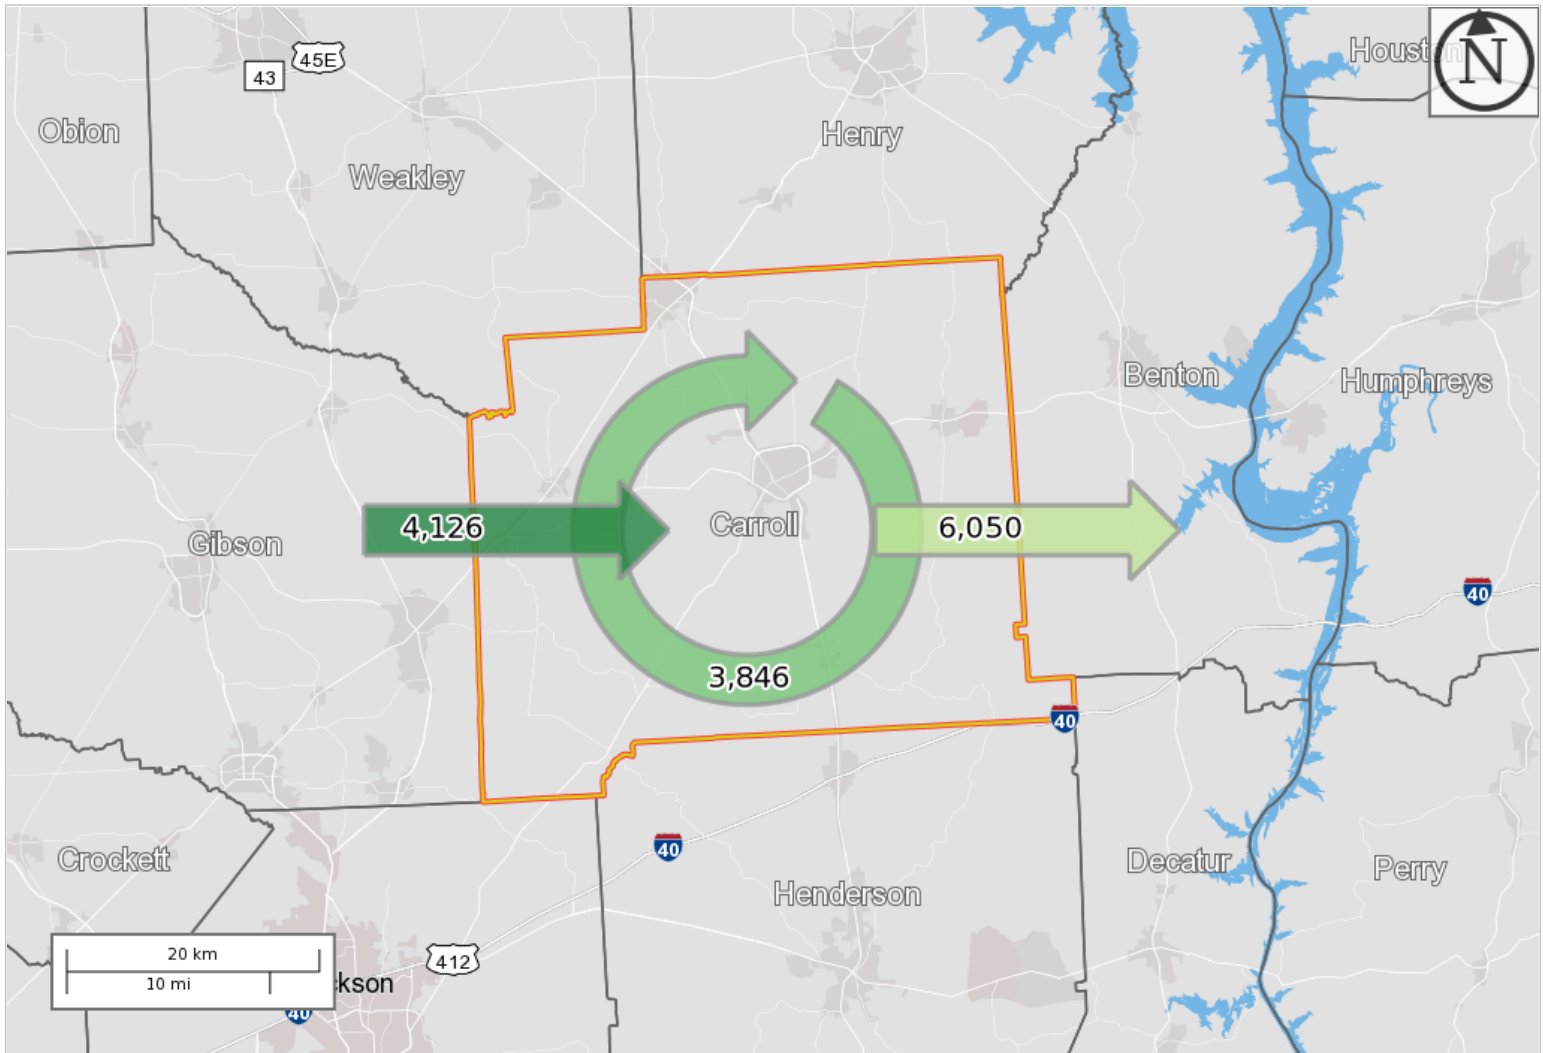 Houston
N
45E
43
Obion
Henry
Weakley
Benton
Humphreys
4,126
Carroll
6,050
Gibson
40
3,846
40
40
Crockett
Decatur
Perry
Henderson
20 km
412
10 mi
kson
40